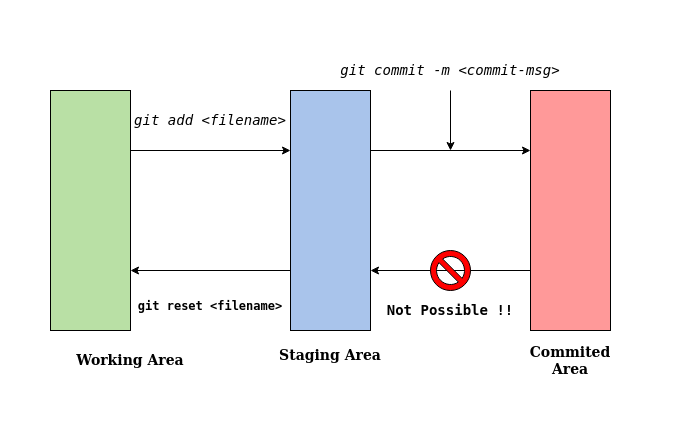 git commit -m <commit-msg>
git add <filename>
git reset <filename>
Not Possible !!
Working Area
Staging Area
Commited
Area